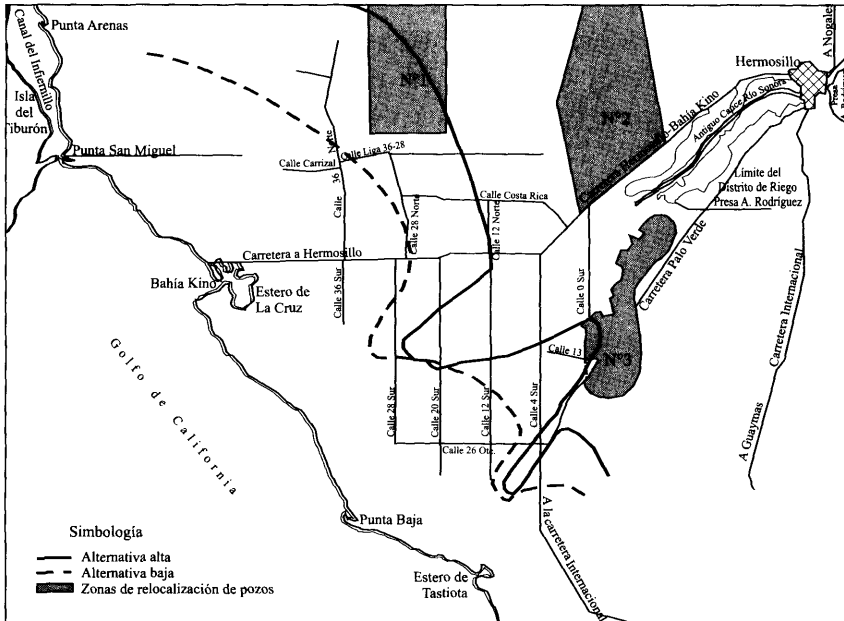 Punta Arenas
Canal del Infiernillo
Isla
del
Tiburón
Punta San Miguel
Nº1
Nº2
Hermosillo
A Nogales
Presa
A. Rodríguez
Carretera Hermosillo-Bahía Kino
Antiguo Cauce Río Sonora
Límite del
Distrito de Riego
Presa A. Rodríguez
Calle 36 Norte
Calle Liga 36-28
Calle Carrizal
Calle Costa Rica
Calle 28 Norte
Calle 12 Norte
Carretera a Hermosillo
Bahía Kino
Estero de
La Cruz
Calle 36 Sur
Calle 0 Sur
Carretera Palo Verde
Carretera Internacional
Calle 13
Nº3
Golfo de California
Calle 28 Sur
Calle 20 Sur
Calle 12 Sur
Calle 4 Sur
Calle 26 Ote.
A Guaymas
A la carretera Internacional
Punta Baja
Estero de
Tastiota
Simbología
Alternativa alta
Alternativa baja
Zonas de relocalización de pozos